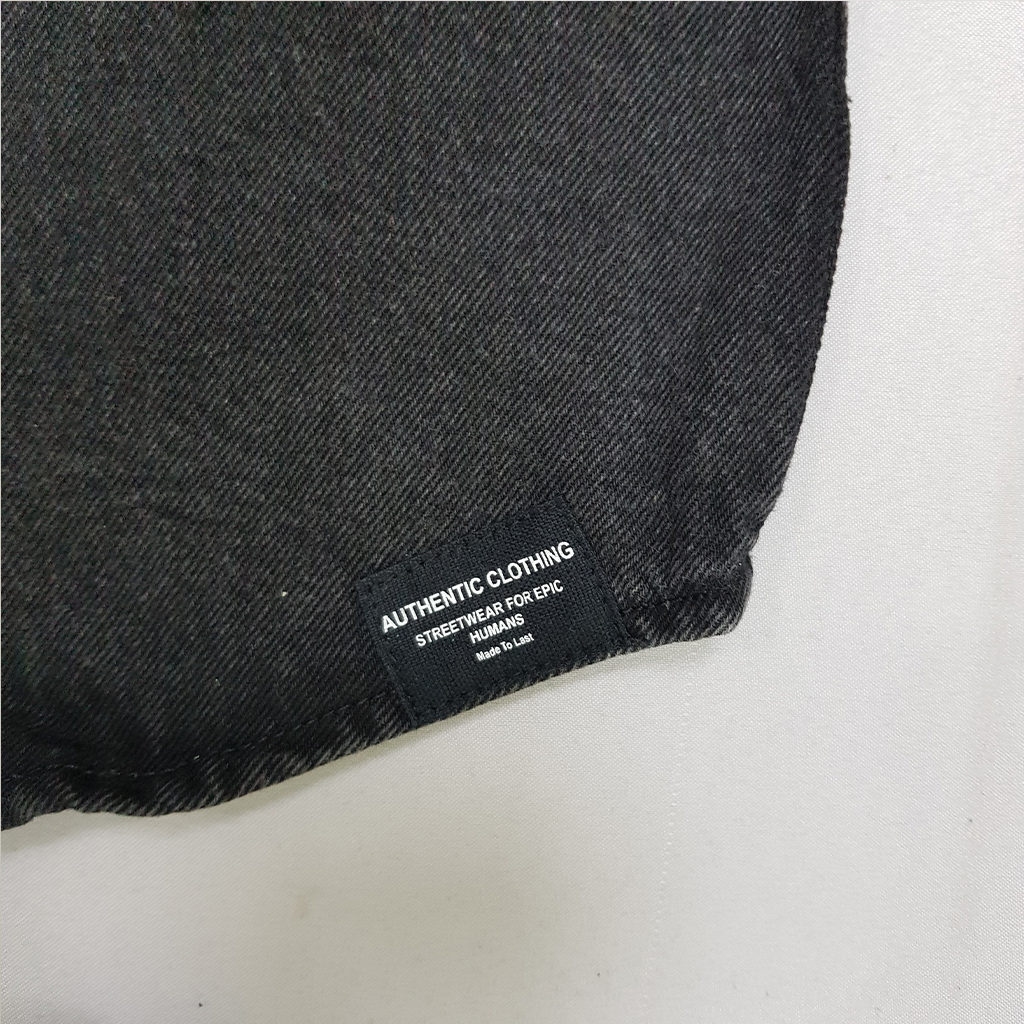 AUTHENTIC CLOTHING
STREETWEAR FOR EPIC
HUMANS
Made To Last